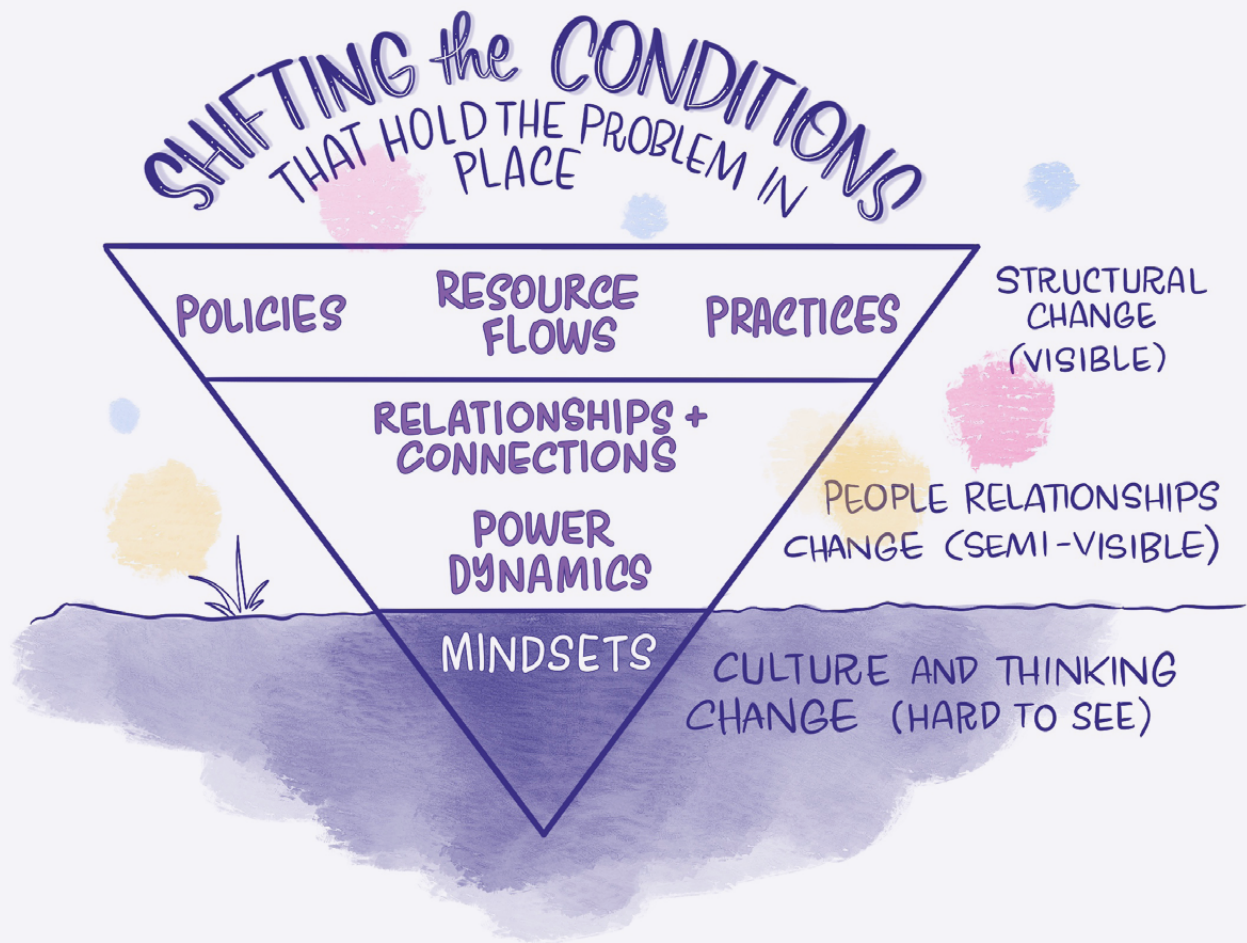 SHIFTING the CONDITIONS
THAT HOLD THE PROBLEM IN
PLACE
POLICIES
RESOURCE
FLOWS
PRACTICES
STRUCTURAL
CHANGE
(VISIBLE)
RELATIONSHIPS +
CONNECTIONS
POWER
DYNAMICS
PEOPLE RELATIONSHIPS
CHANGE (SEMI-VISIBLE)
MINDSETS
CULTURE AND THINKING
CHANGE (HARD TO SEE)